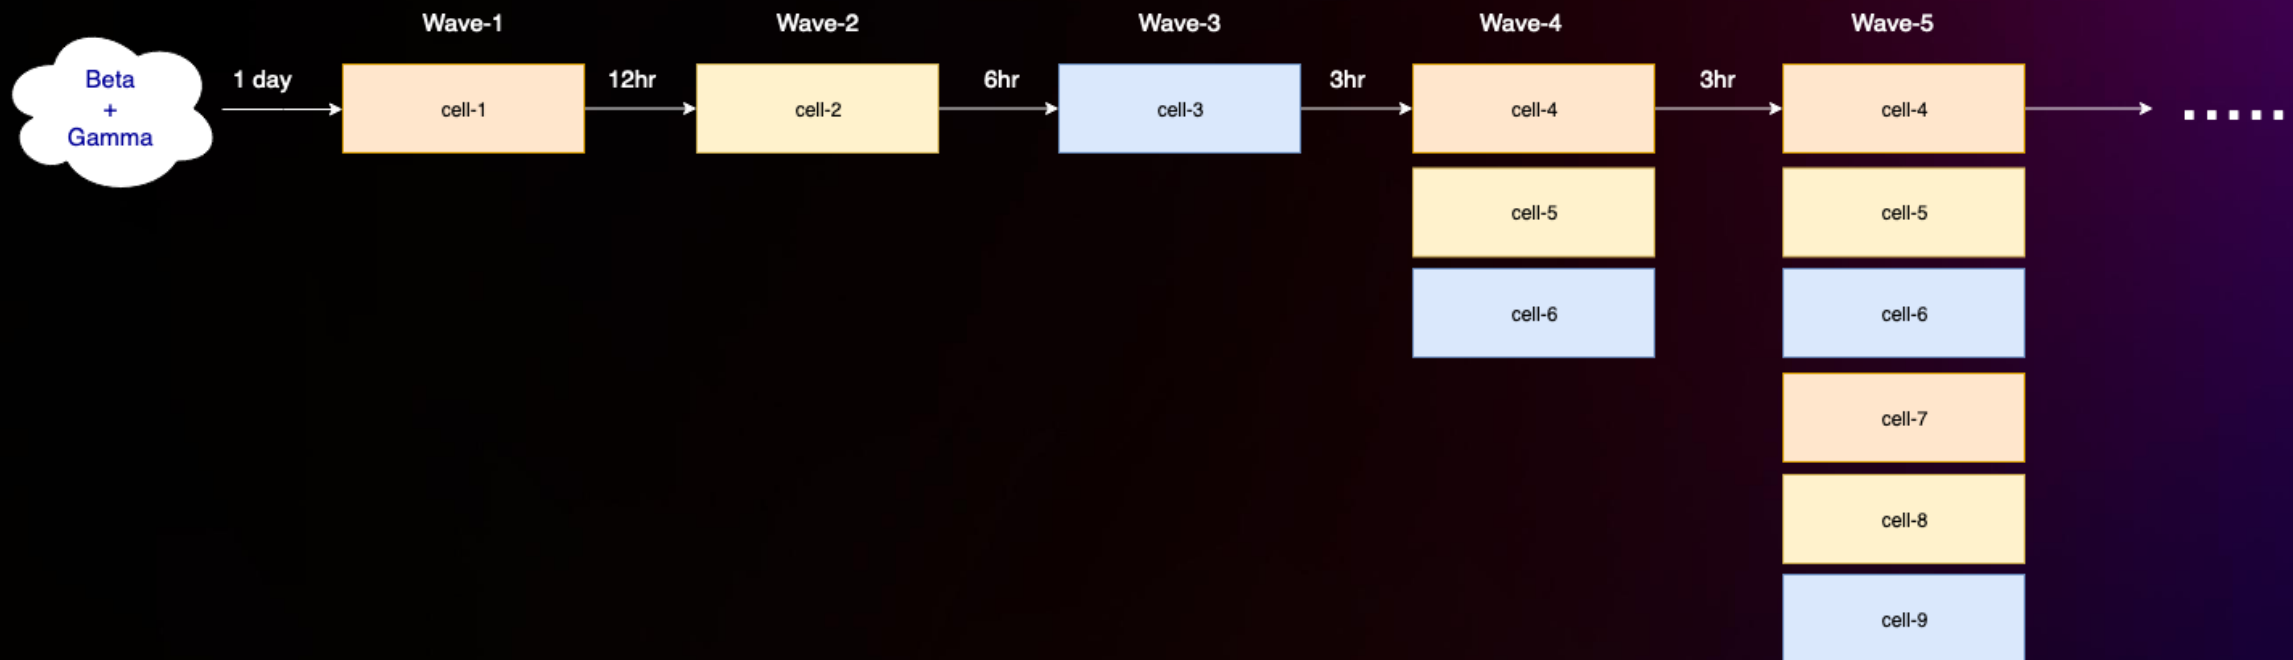 Wave-1
Wave-2
Wave-3
Wave-4
Wave-5
Beta
+
Gamma
1 day
cell-1
12hr
cell-2
6hr
cell-3
3hr
cell-4
3hr
cell-4
.....
cell-5
cell-5
cell-6
cell-6
cell-7
cell-8
cell-9